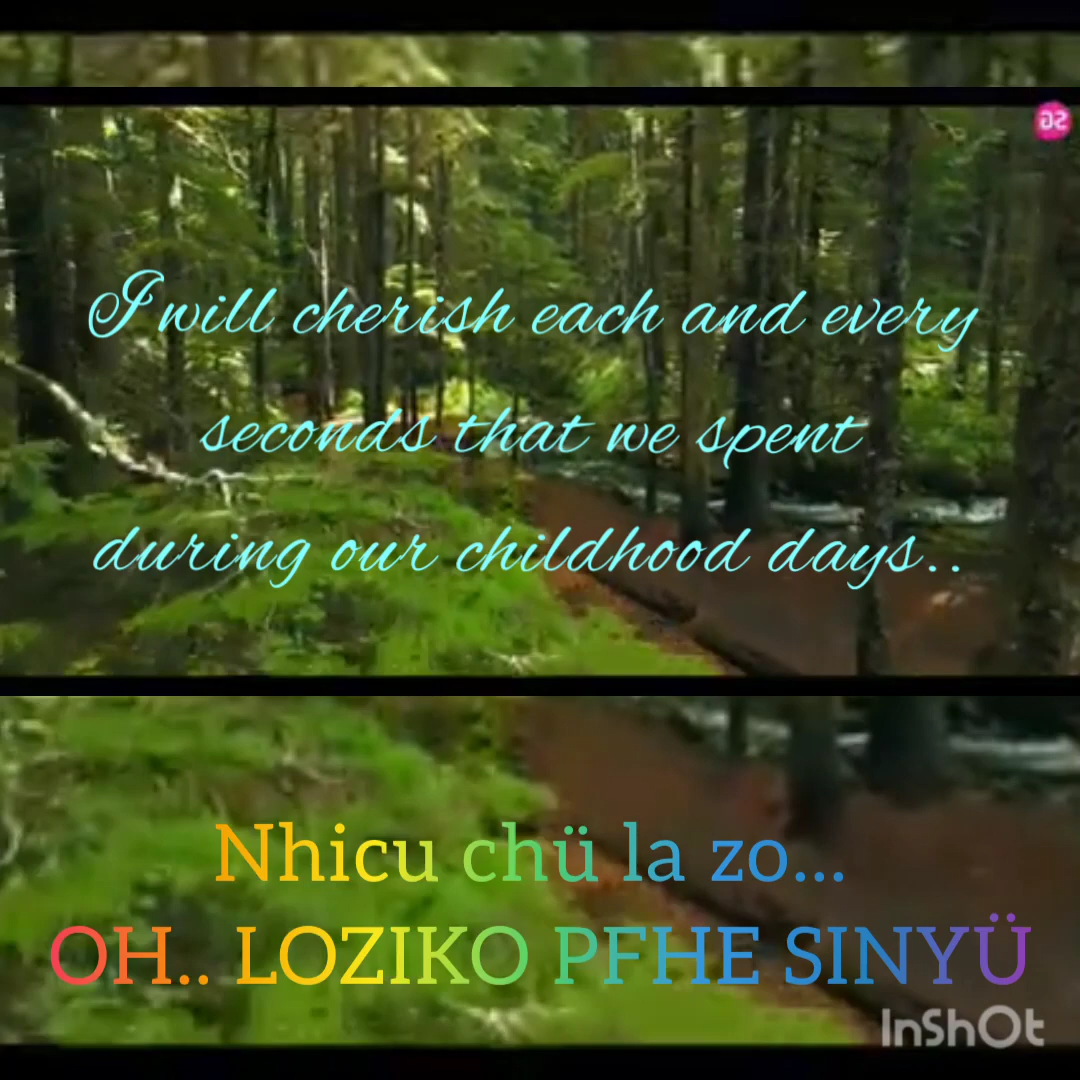 I will cherish each and every
seconds that we spent
during our childhood days..
Nhicu chü la zo...
OH.. LOZIKO PFHE SINYÜ
InShOt